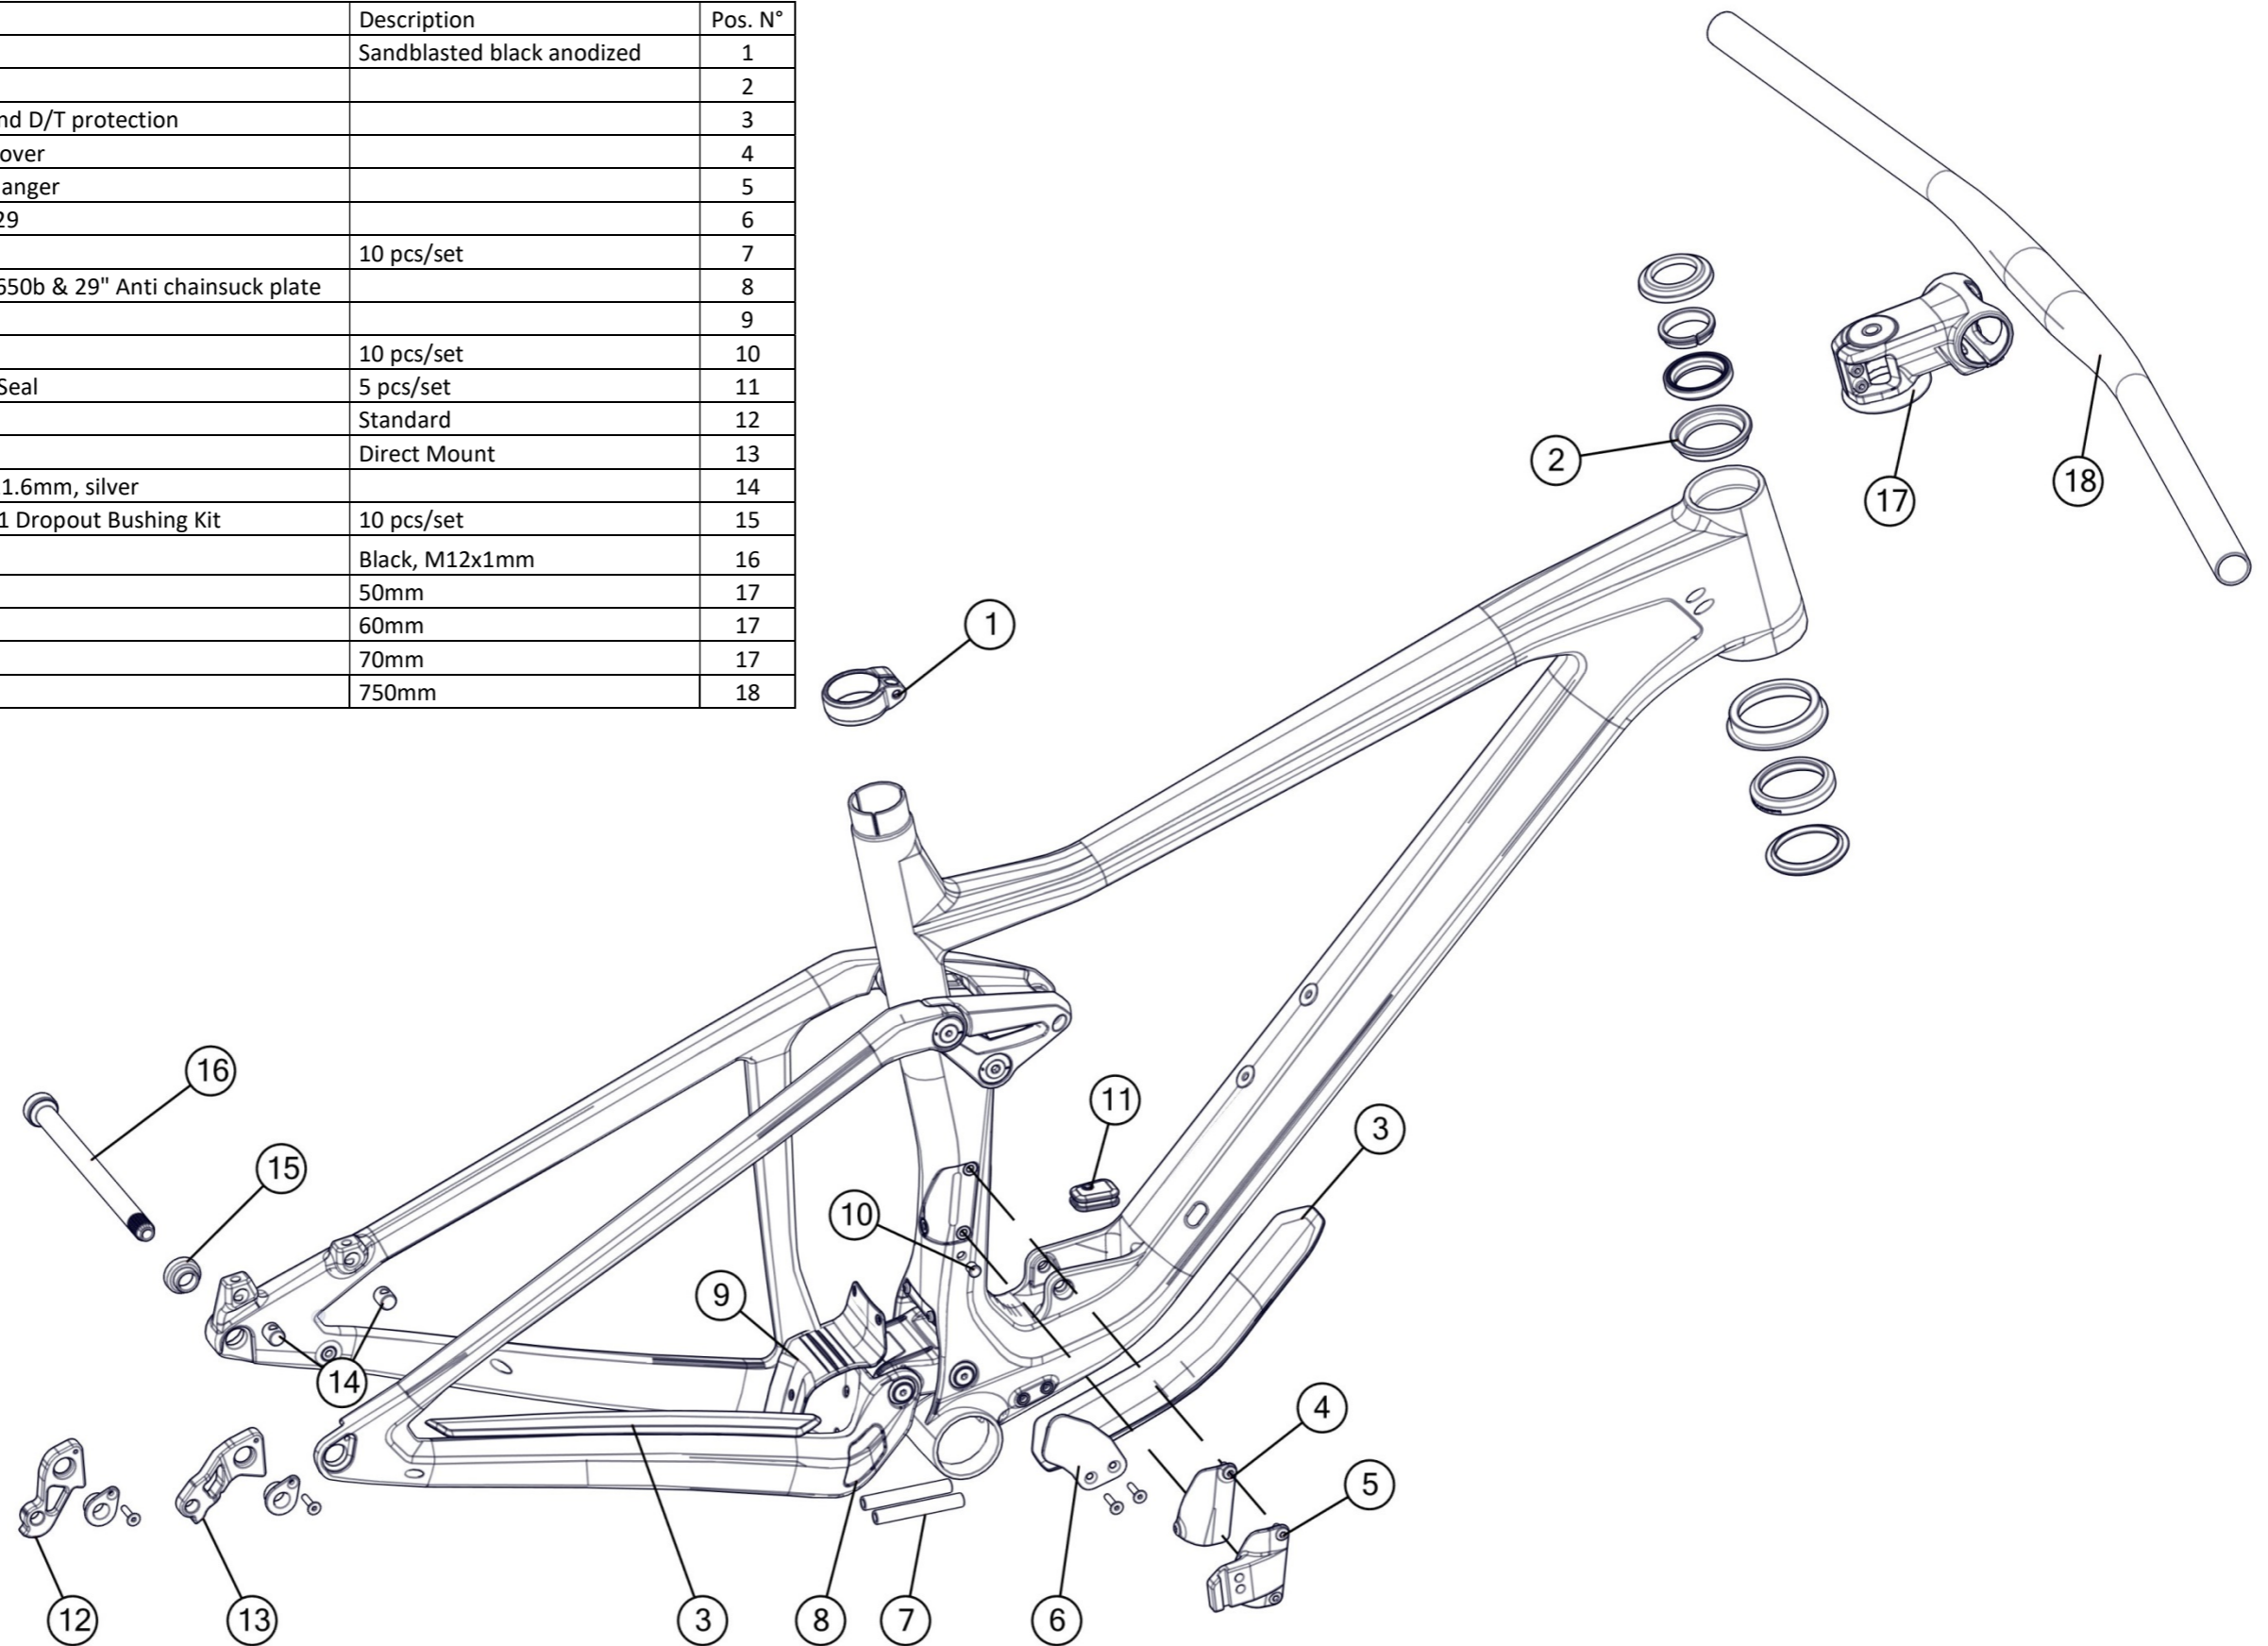 Description Pos. N°
Sandblasted black anodized 1
2
nd D/T protection 3
over 4
anger 5
29 6
10 pcs/set 7
650b & 29" Anti chainsuck plate 8
9
10 pcs/set 10
Seal 5 pcs/set 11
Standard 12
Direct Mount 13
1.6mm, silver 14
1 Dropout Bushing Kit 10 pcs/set 15
Black, M12x1mm 16
50mm 17
60mm 17
70mm 17
750mm 18
2
17
18
1
16
15
11
3
10
9
14
4
5
12
13
3
8
7
6